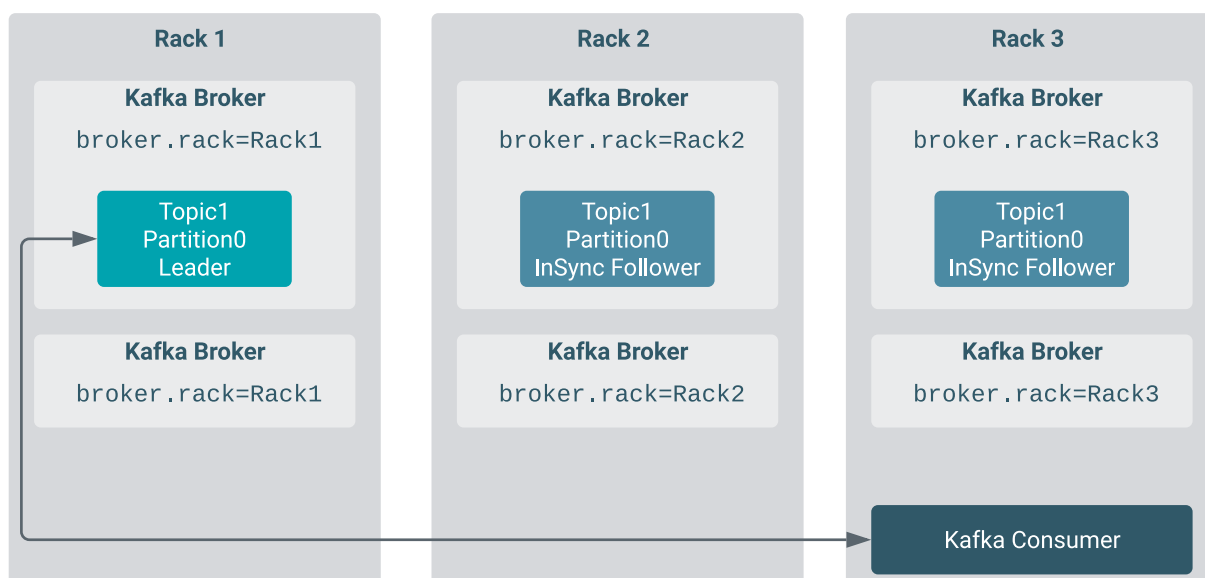 Rack 1
Kafka Broker
broker.rack=Rack1
Topic1
Partition0
Leader
Kafka Broker
broker.rack=Rack1
Rack 2
Kafka Broker
broker.rack=Rack2
Topic1
Partition0
InSync Follower
Kafka Broker
broker.rack=Rack2
Rack 3
Kafka Broker
broker.rack=Rack3
Topic1
Partition0
InSync Follower
Kafka Broker
broker.rack=Rack3
Kafka Consumer